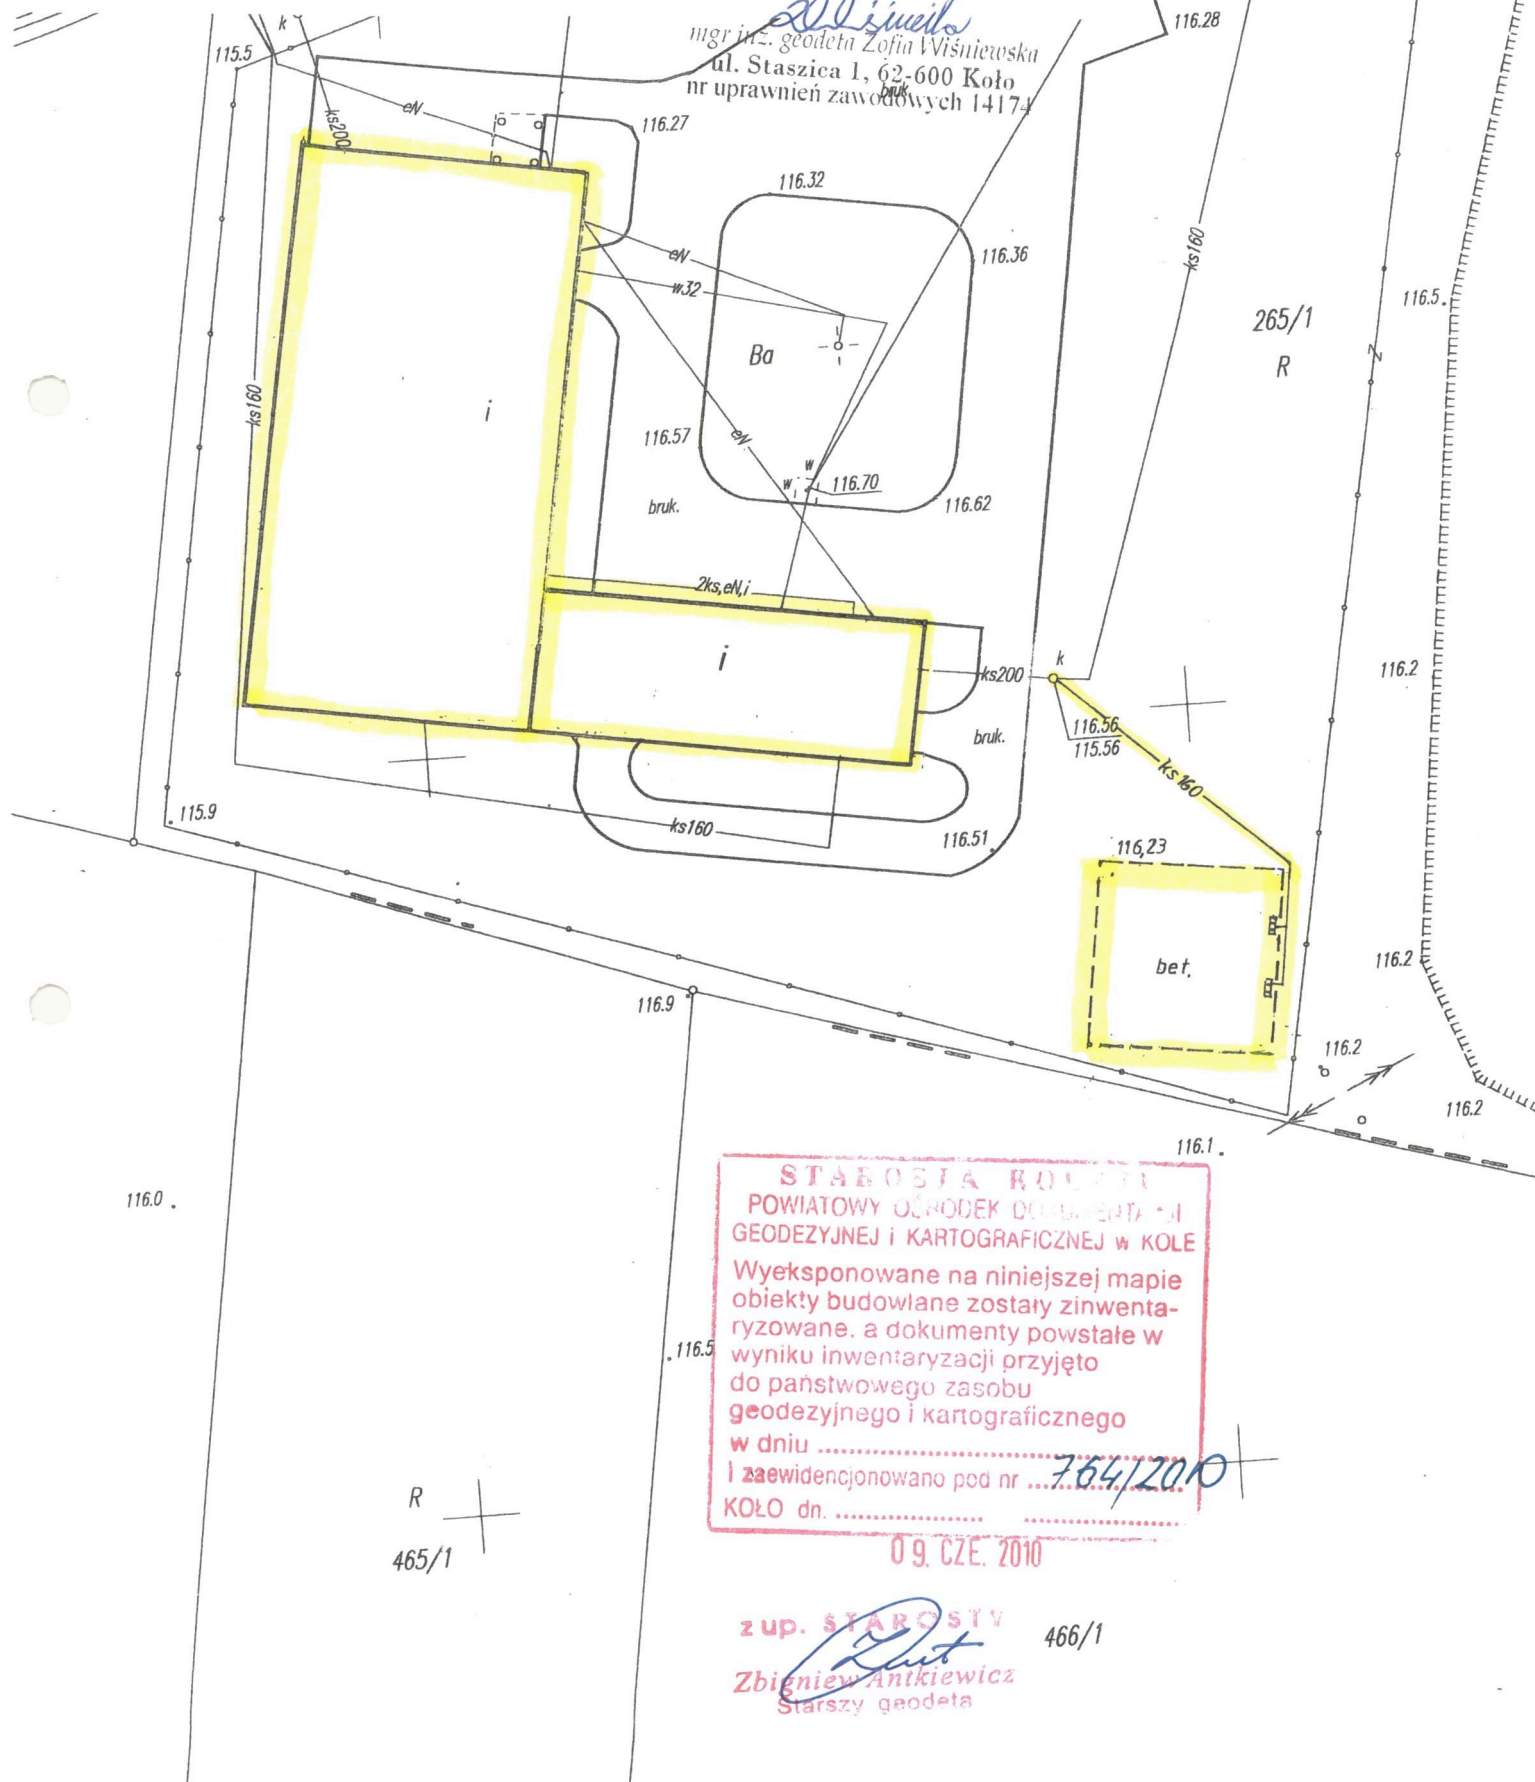 k
116.28
115.5
mgr inż. geodeta Zofia Wiśniewska
ul. Staszica 1, 62-600 Koło
bruk.
nr uprawnień zawodowych 14174
eN
ks200
116.27
116.32
116.36
ks160
eN
w32
116.5
265/1
R
Z
Ba
ks160
i
116.57
eN
w
w
116.70
116.62
bruk.
2ks,eN,i
i
ks200
k
116.2
116.56
115.56
bruk.
ks160
115.9
ks160
116.51
116,23
bet.
116.2
116.9
116.2
116.2
116.1
116.0
STAROSTA
POWIATOWY OŚRODEK DOKUMENTACJI
GEODEZYJNEJ i KARTOGRAFICZNEJ w KOLE
Wyeksponowane na niniejszej mapie
obiekty budowlane zostały zinwenta-
ryzowane. a dokumenty powstałe w
wyniku inwentaryzacji przyjęto
do państwowego zasobu
geodezyjnego i kartograficznego
w dniu
i zaewidencjonowano pod nr 764/2010
KOŁO dn.
116.5
R
465/1
09. CZE. 2010
z up. STAROSTY
466/1
Zbigniew Antkiewicz
Starszy geodeta